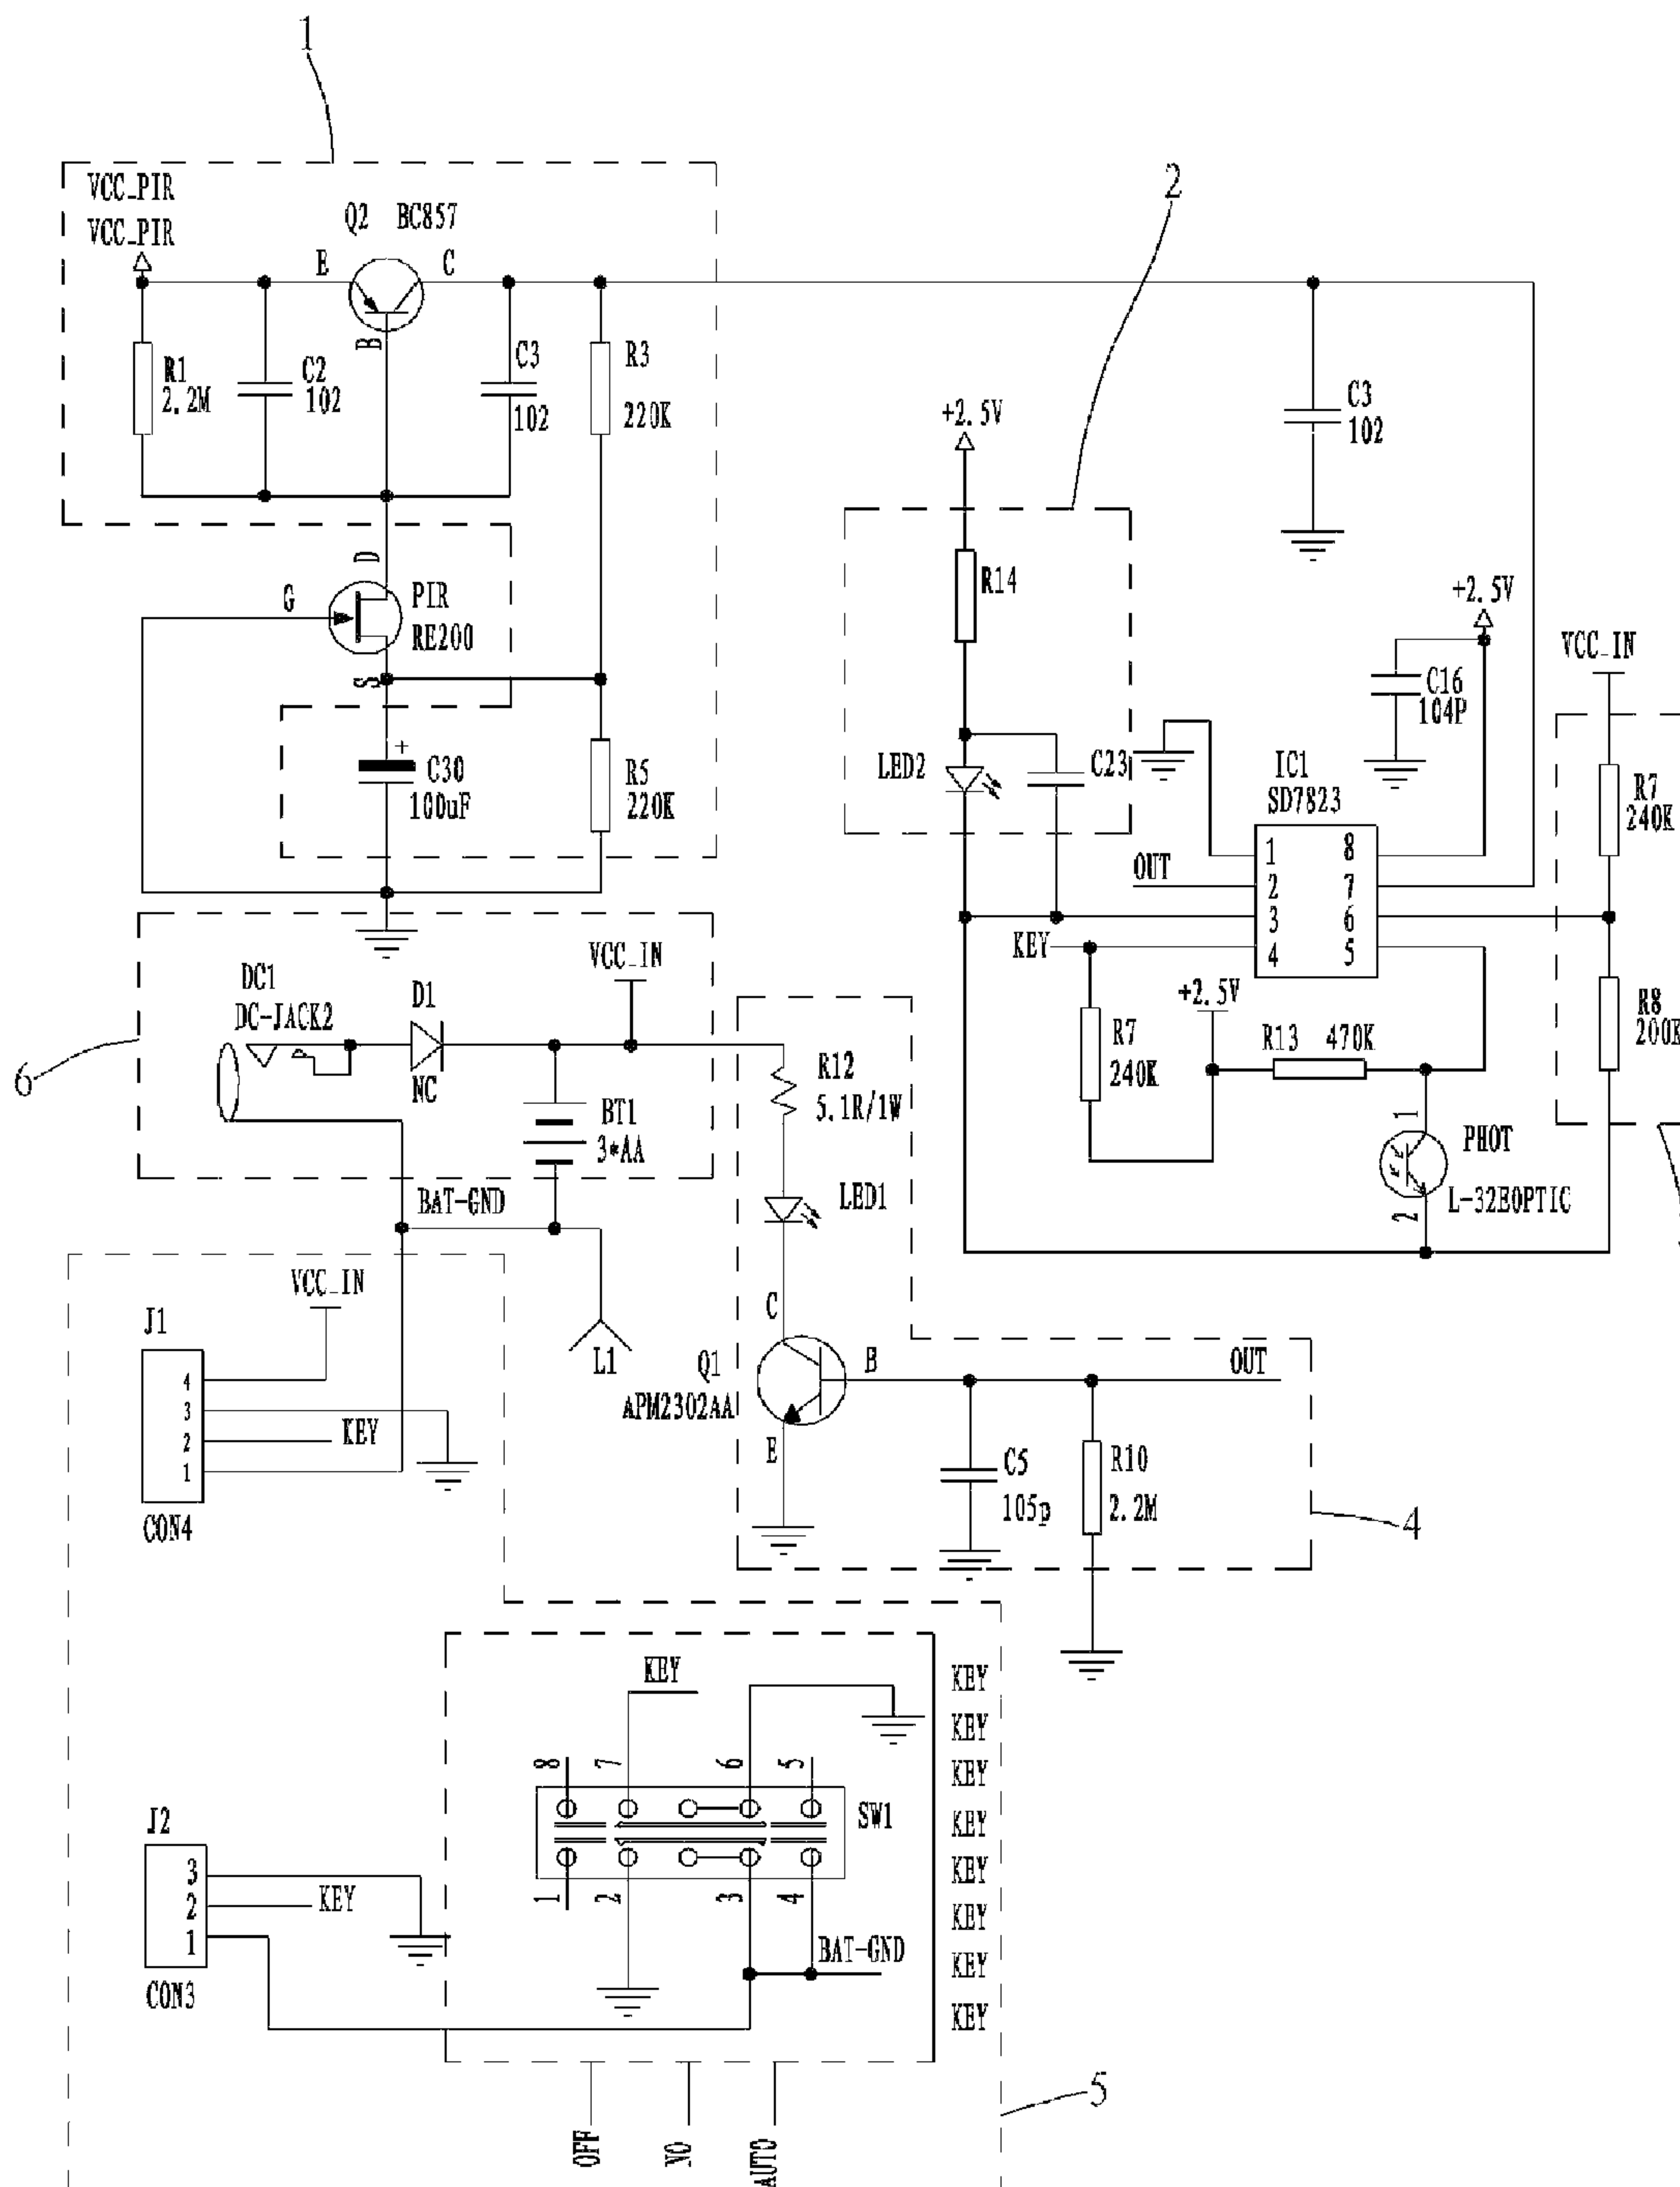 1
VCC_PIR
VCC_PIR
Q2 BC857
E
C
B
R1
2.2M
C2
102
C3
102
R3
220K
2
+2.5V
C3
102
D
G
PIR
RE200
S
R14
+2.5V
VCC_IN
C16
104P
+
C30
100uF
R5
220K
LED2
C23
IC1
SD7823
R7
240K
OUT
KEY
1
2
3
4
8
7
6
5
DC1
DC-JACK2
D1
NC
VCC_IN
BT1
3*AA
6
R12
5.1R/1W
+2.5V
R7
240K
R13 470K
R8
200K
1
PHOT
2
L-32EOPTIC
BAT-GND
LED1
VCC_IN
J1
4
3
2
1
KEY
CON4
L1
C
Q1
APM2302AA
B
E
OUT
C5
105p
R10
2.2M
4
KEY
KEY
KEY
KEY
KEY
KEY
KEY
KEY
KEY
8
7
6
5
SW1
1
2
3
4
J2
3
2
1
KEY
CON3
BAT-GND
5
OFF
NO
AUTO